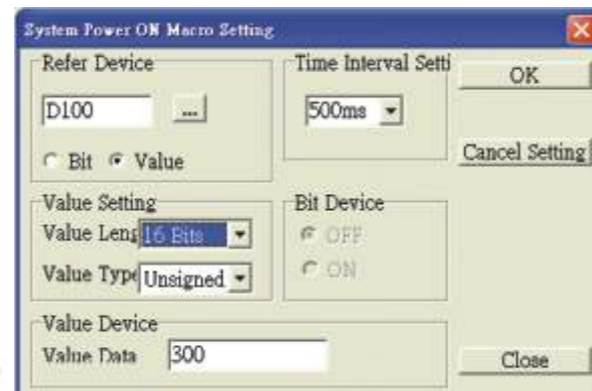 System Power ON Macro Setting
Refer Device
D100
...
Bit
Value
Time Interval Setti
500ms
OK
Cancel Setting
Value Setting
Value Leng
16 Bits
Value Type
Unsigned
Bit Device
OFF
ON
Value Device
Value Data
300
Close